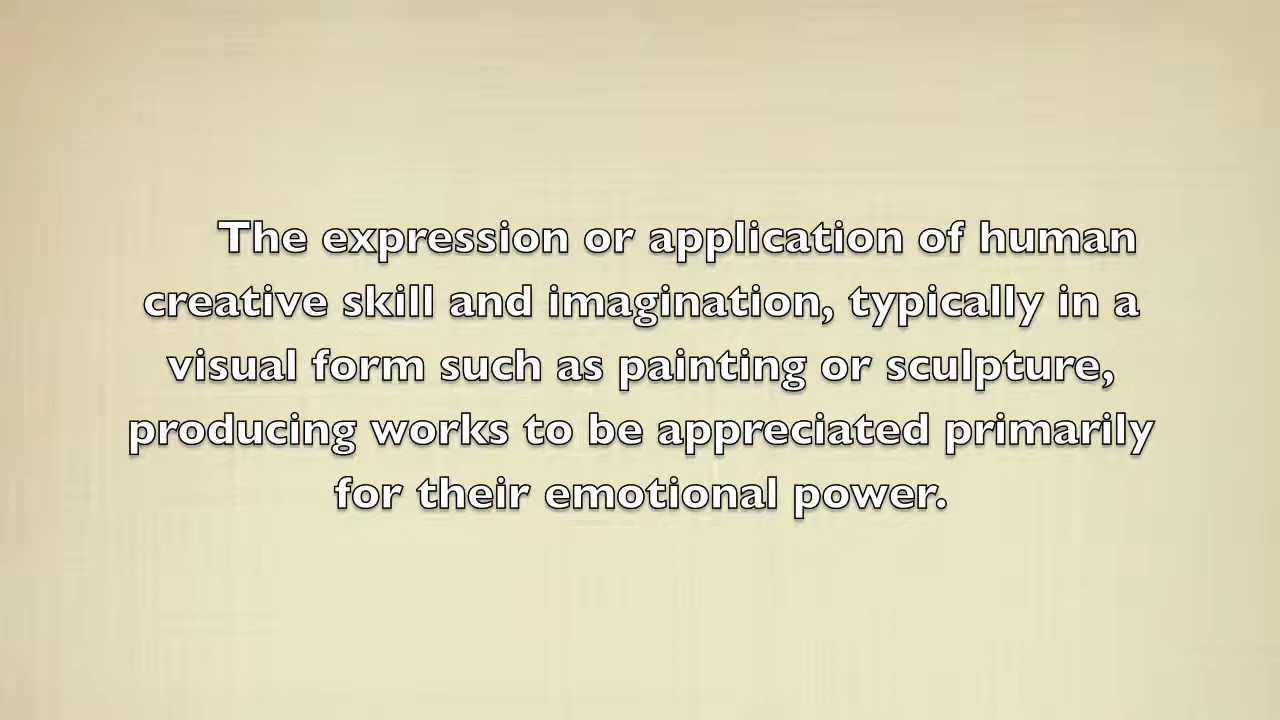 The expression or application of human
creative skill and imagination, typically in a
visual form such as painting or sculpture,
producing works to be appreciated primarily
for their emotional power.